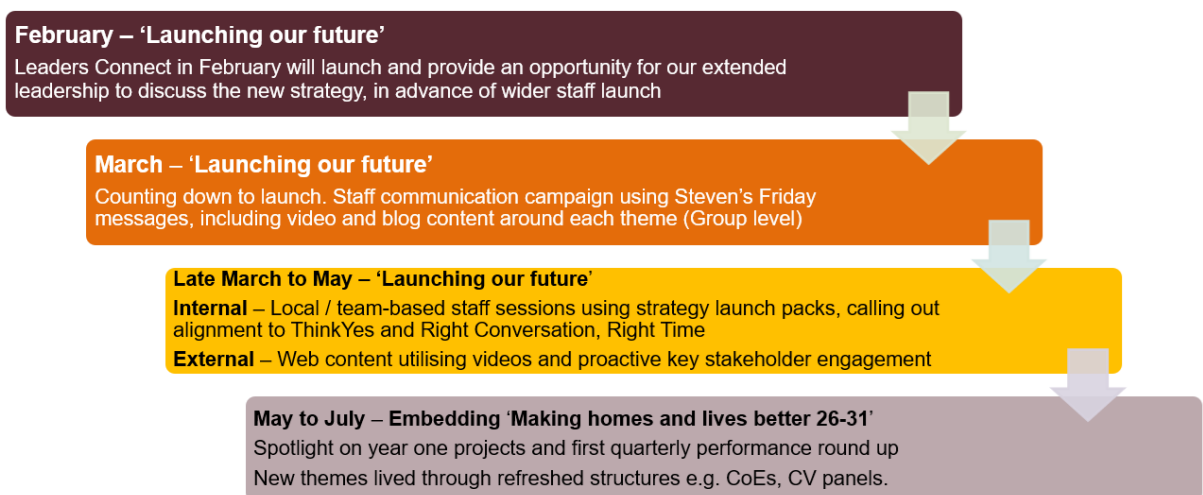 February – ‘Launching our future’
Leaders Connect in February will launch and provide an opportunity for our extended
leadership to discuss the new strategy, in advance of wider staff launch
March – ‘Launching our future’
Counting down to launch. Staff communication campaign using Steven’s Friday
messages, including video and blog content around each theme (Group level)
Late March to May – ‘Launching our future’
Internal – Local / team-based staff sessions using strategy launch packs, calling out
alignment to ThinkYes and Right Conversation, Right Time
External – Web content utilising videos and proactive key stakeholder engagement
May to July – Embedding ‘Making homes and lives better 26-31’
Spotlight on year one projects and first quarterly performance round up
New themes lived through refreshed structures e.g. CoEs, CV panels.